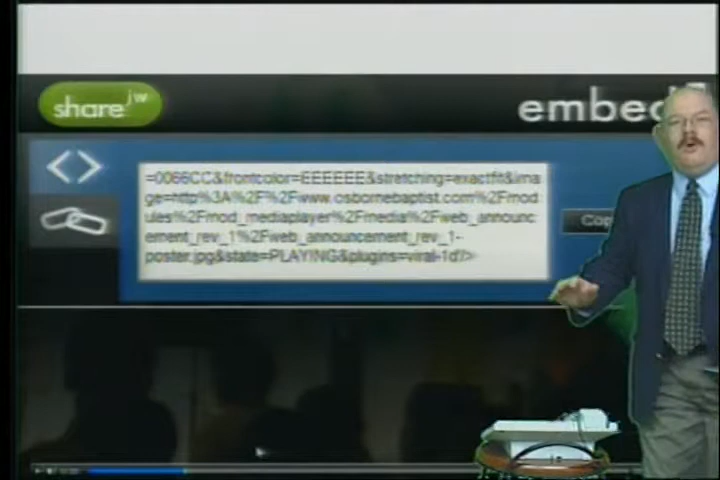 share jw
embed
=0066CC&frontcolor=EEEEEE&stretching=exactfit&ima
ge=http%3A%2F%2Fwww.osbornebaptist.com%2Fmod
ules%2Fmod_mediaplayer%2Fmedia%2Fweb_announc
ement_rev_1%2Fweb_announcement_rev_1-
poster.jpg&state=PLAYING&plugins=viral-1d'/>
Cop